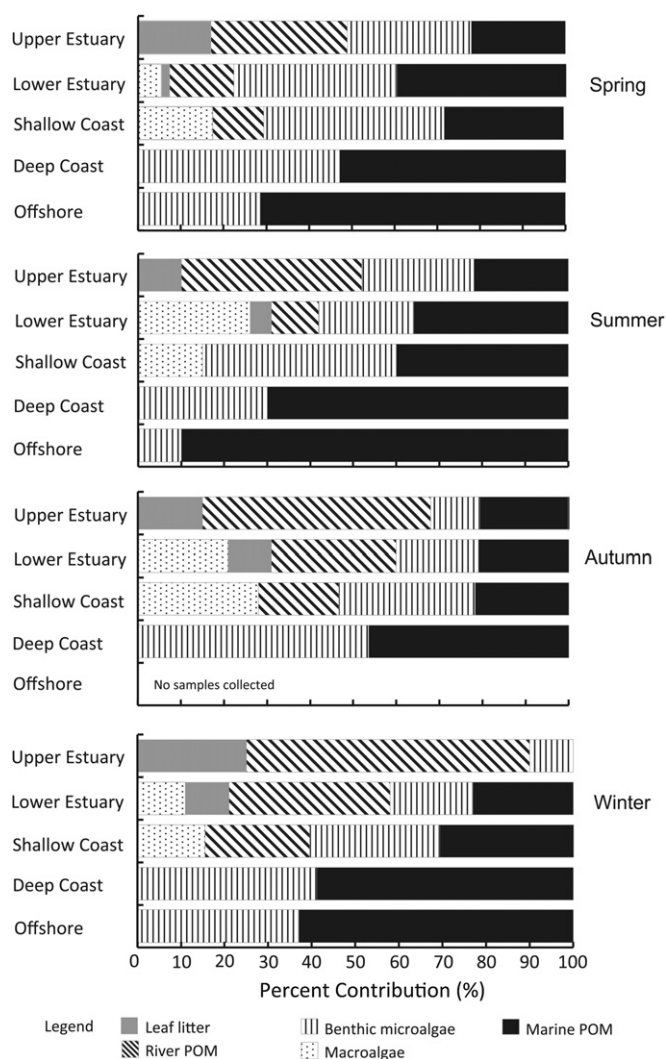 Upper Estuary
Lower Estuary
Spring
Shallow Coast
Deep Coast
Offshore
Upper Estuary
Lower Estuary
Summer
Shallow Coast
Deep Coast
Offshore
Upper Estuary
Lower Estuary
Autumn
Shallow Coast
Deep Coast
Offshore No samples collected
Upper Estuary
Lower Estuary
Winter
Shallow Coast
Deep Coast
Offshore
0 10 20 30 40 50 60 70 80 90 100
Percent Contribution (%)
Legend Leaf litter Benthic microalgae Marine POM
River POM Macroalgae